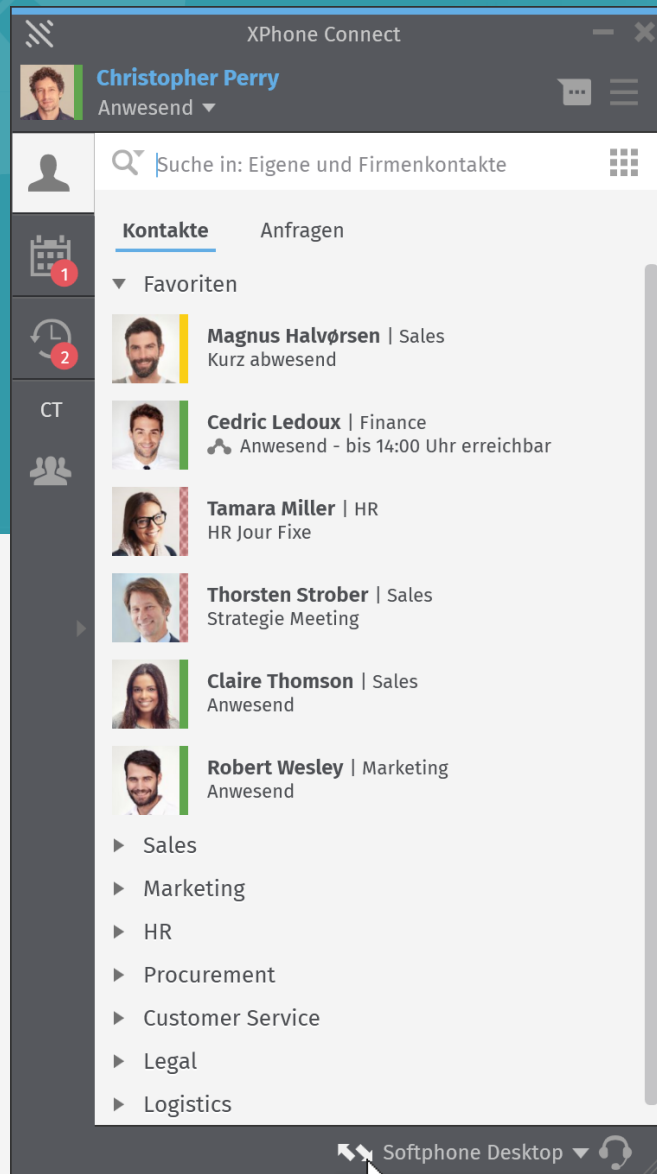 XPhone Connect
Christopher Perry
Anwesend
Suche in: Eigene und Firmenkontakte
Kontakte Anfragen
1
Favoriten
2
Magnus Halvørsen | Sales
Kurz abwesend
CT
Cedric Ledoux | Finance
Anwesend - bis 14:00 Uhr erreichbar
Tamara Miller | HR
HR Jour Fixe
Thorsten Strober | Sales
Strategie Meeting
Claire Thomson | Sales
Anwesend
Robert Wesley | Marketing
Anwesend
Sales
Marketing
HR
Procurement
Customer Service
Legal
Logistics
Softphone Desktop